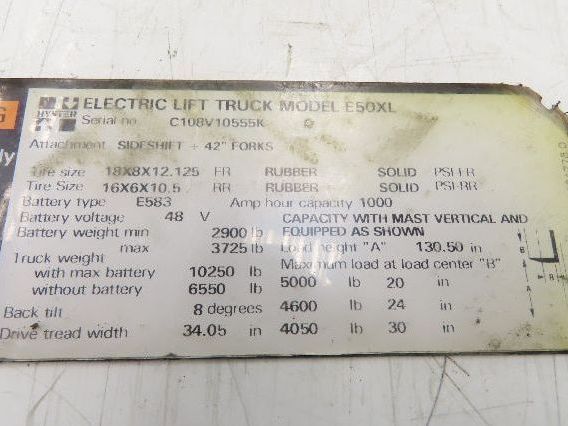 G
ly
HYSTER ELECTRIC LIFT TRUCK MODEL E50XL
Serial no. C108V10555K
Attachment SIDESHIFT + 42" FORKS
Tire size 18X8X12.125 FR RUBBER SOLID PSI-FR
Tire Size 16X6X10.5 RR RUBBER SOLID PSI-RR
Battery type E583 Amp hour capacity 1000
Battery voltage 48 V
Battery weight min 2900 lb
max 3725 lb
Truck weight
with max battery 10250 lb
without battery 6550 lb
Back tilt 8 degrees
Drive tread width 34.05 in
CAPACITY WITH MAST VERTICAL AND
EQUIPPED AS SHOWN
Load height "A" 130.50 in
Maximum load at load center "B"
5000 lb 20 in
4600 lb 24 in
4050 lb 30 in
B
A
B